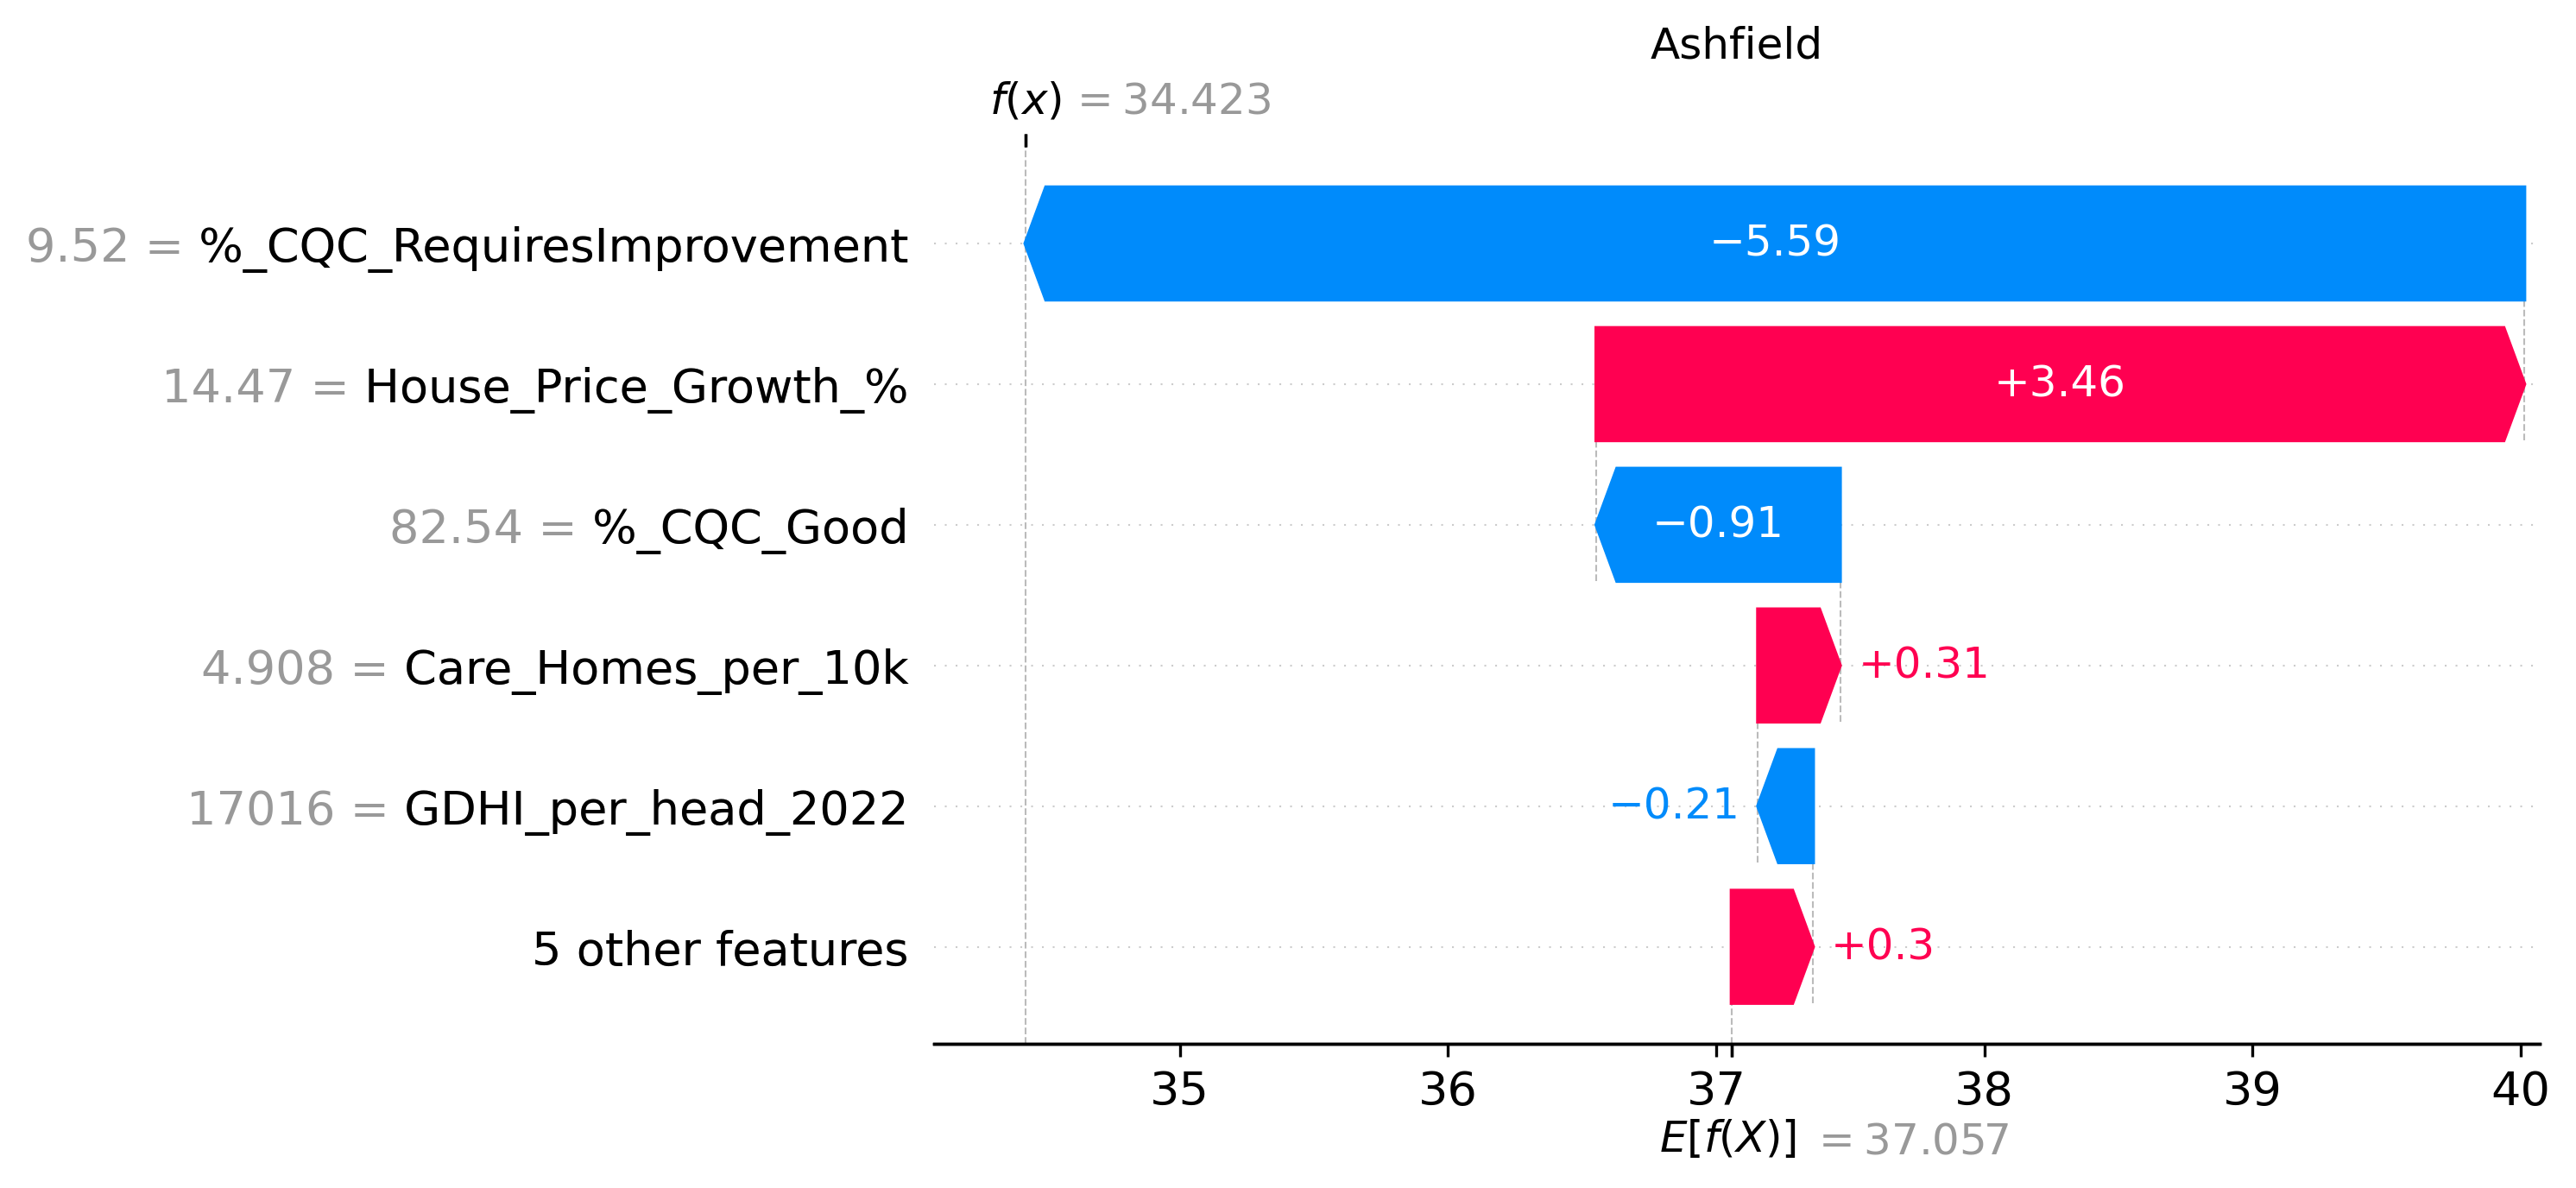 Ashfield
f(x) = 34.423
9.52 = %_CQC_RequiresImprovement
−5.59
14.47 = House_Price_Growth_%
+3.46
82.54 = %_CQC_Good
−0.91
4.908 = Care_Homes_per_10k
+0.31
17016 = GDHI_per_head_2022
−0.21
5 other features
+0.3
35 36 37 38 39 40
E[f(X)] = 37.057